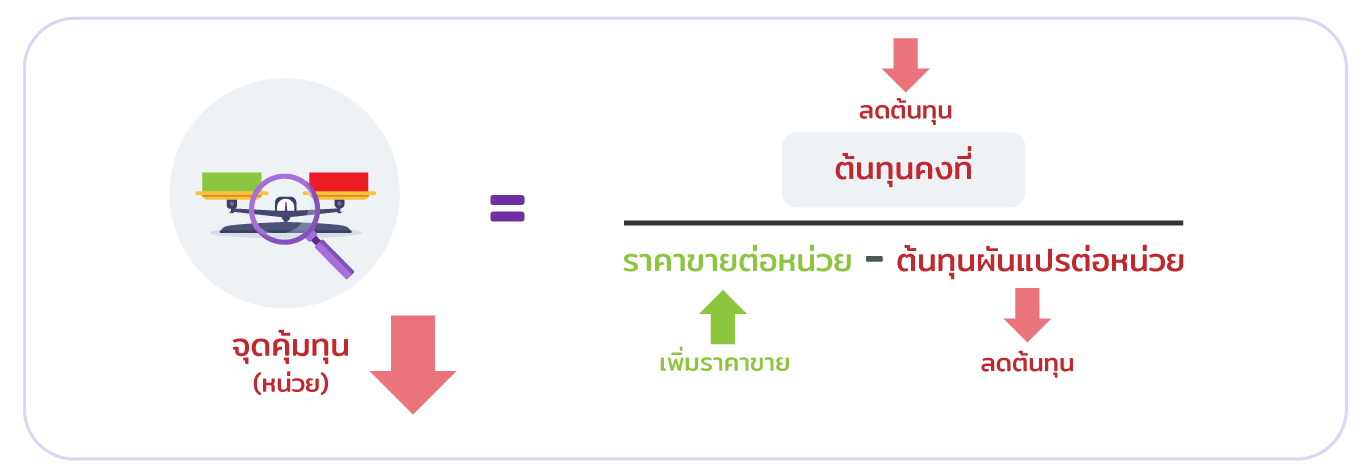 ลดต้นทุน
ต้นทุนคงที่
=
ราคาขายต่อหน่วย - ต้นทุนผันแปรต่อหน่วย
จุดคุ้มทุน
(หน่วย)
เพิ่มราคาขาย
ลดต้นทุน